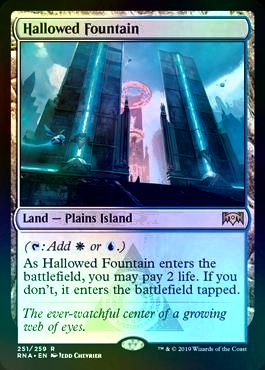 Hallowed Fountain
Land — Plains Island
(: Add or .)
As Hallowed Fountain enters the
battlefield, you may pay 2 life. If you
don't, it enters the battlefield tapped.
The ever-watchful center of a growing
web of eyes.
251/259 R
RNA • EN JEDD CHEVRIER
™ & © 2019 Wizards of the Coast